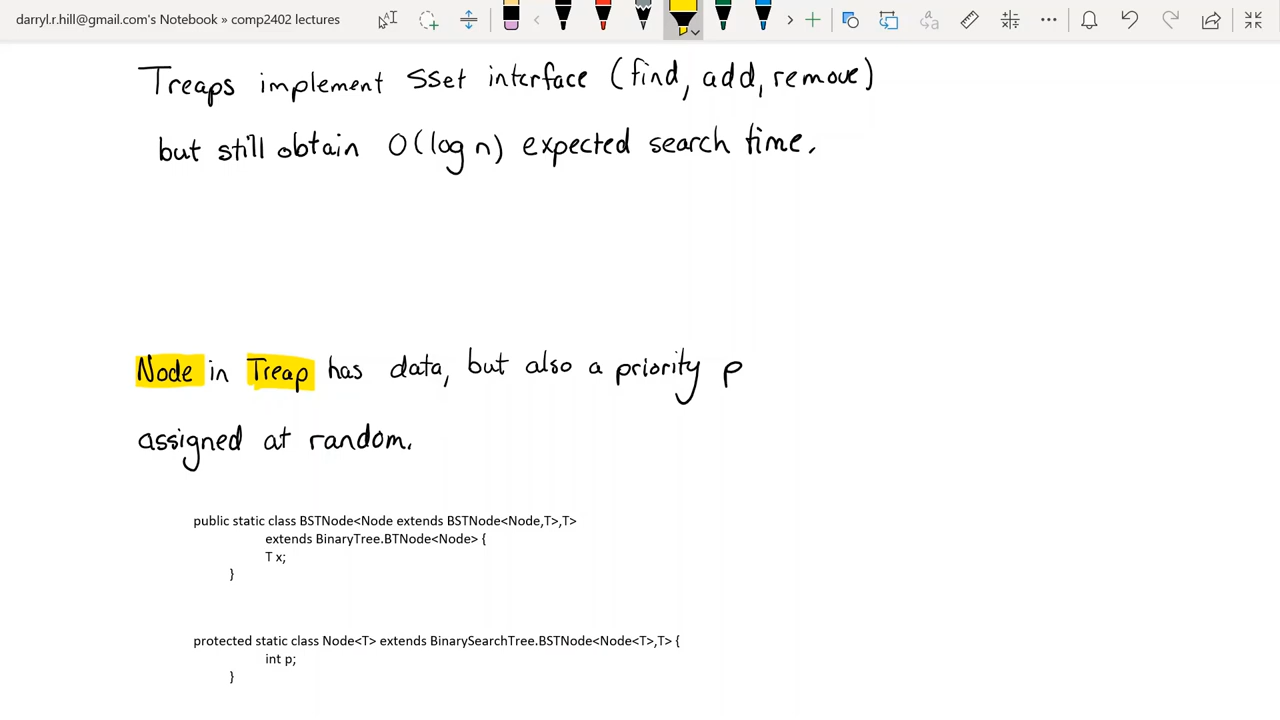 darryl.r.hill@gmail.com's Notebook » comp2402 lectures
Treaps implement SSet interface (find, add, remove)
but still obtain O(log n) expected search time.
Node in Treap has data, but also a priority p
assigned at random.
public static class BSTNode<Node extends BSTNode<Node,T>,T>
extends BinaryTree.BTNode<Node> {
T x;
}
protected static class Node<T> extends BinarySearchTree.BSTNode<Node<T>,T> {
int p;
}